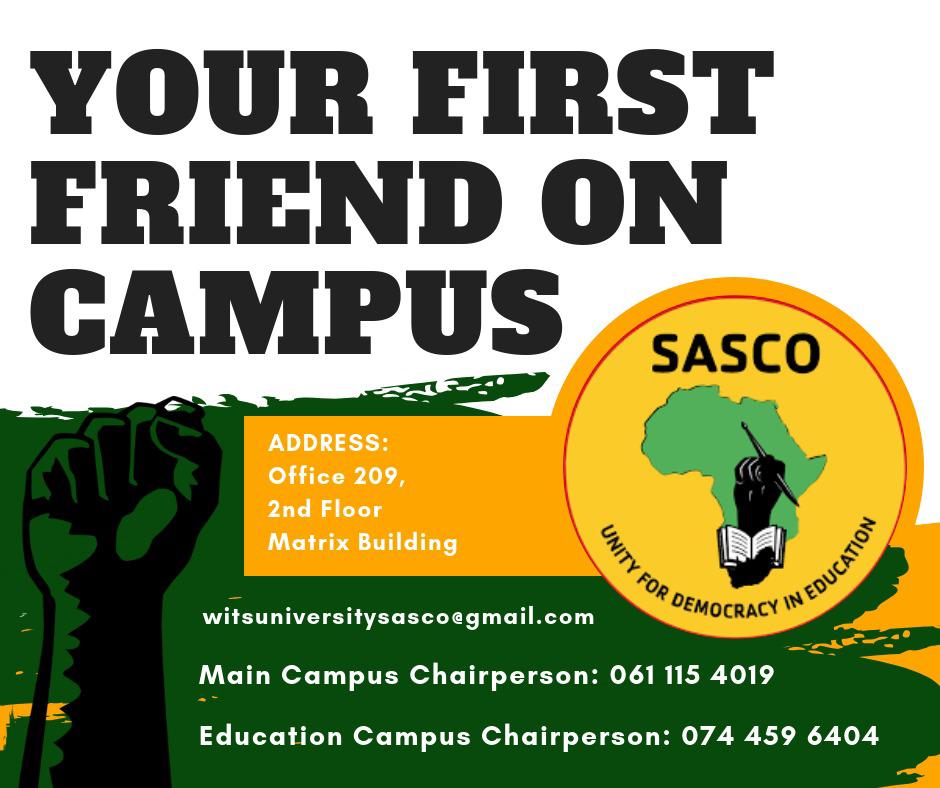 YOUR FIRST
FRIEND ON
CAMPUS
SASCO
UNITY FOR DEMOCRACY IN EDUCATION
ADDRESS:
Office 209,
2nd Floor
Matrix Building
witsuniversitysasco@gmail.com
Main Campus Chairperson: 061 115 4019
Education Campus Chairperson: 074 459 6404